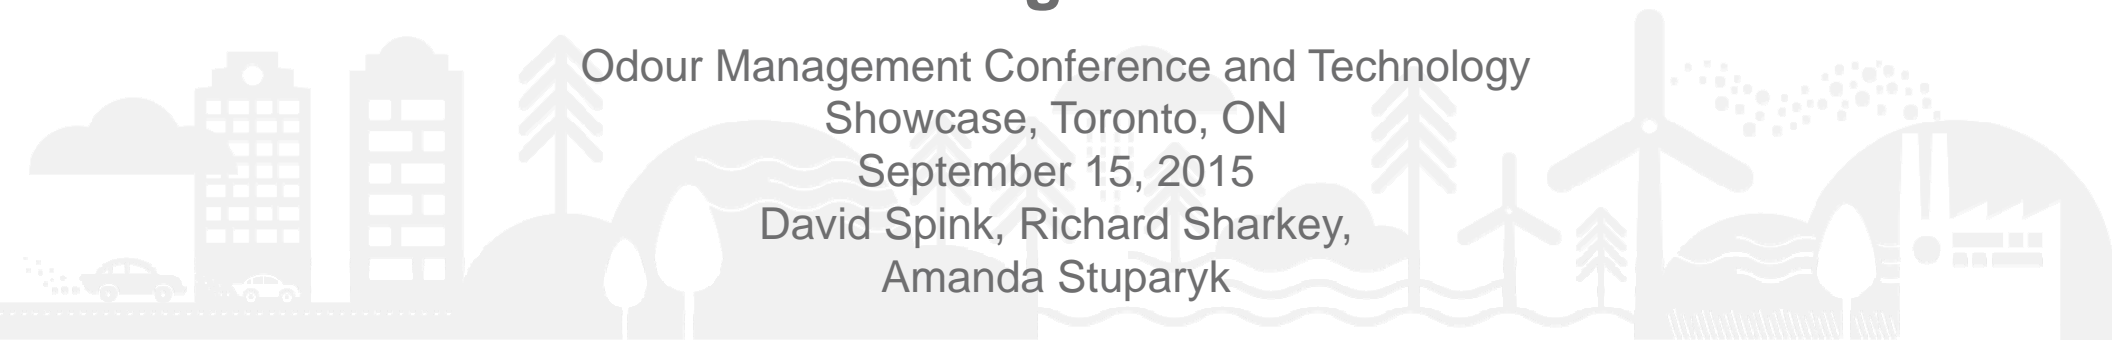 Odour Management Conference and Technology
Showcase, Toronto, ON
September 15, 2015
David Spink, Richard Sharkey,
Amanda Stuparyk